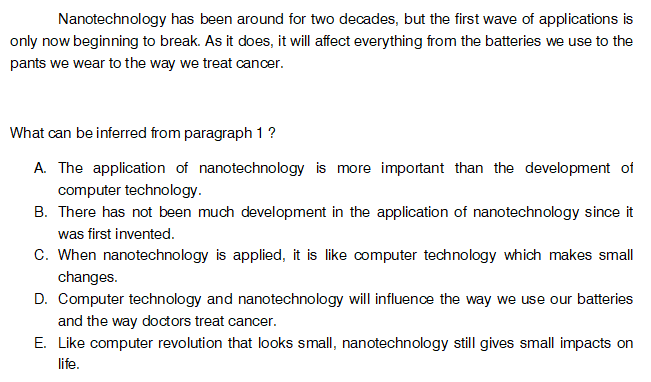 Nanotechnology has been around for two decades, but the first wave of applications is
only now beginning to break. As it does, it will affect everything from the batteries we use to the
pants we wear to the way we treat cancer.
What can be inferred from paragraph 1 ?
A. The application of nanotechnology is more important than the development of
computer technology.
B. There has not been much development in the application of nanotechnology since it
was first invented.
C. When nanotechnology is applied, it is like computer technology which makes small
changes.
D. Computer technology and nanotechnology will influence the way we use our batteries
and the way doctors treat cancer.
E. Like computer revolution that looks small, nanotechnology still gives small impacts on
life.